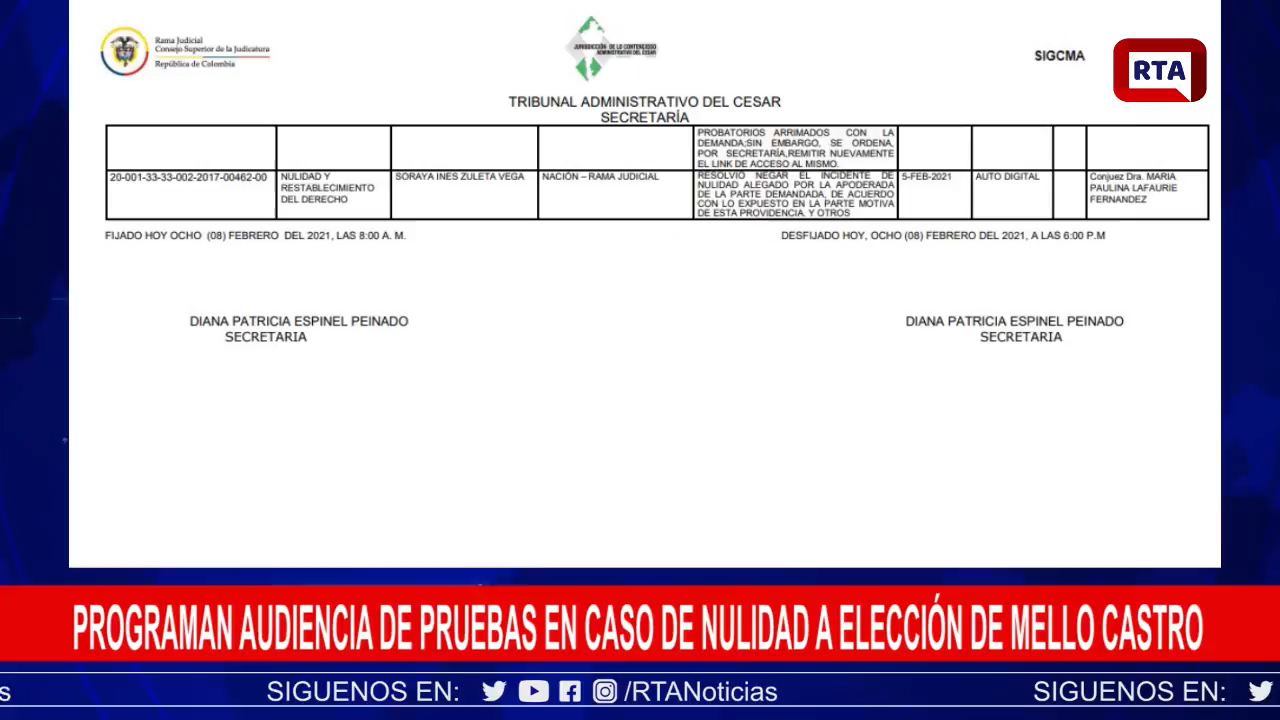 Rama Judicial
Consejo Superior de la Judicatura
República de Colombia
JURISDICCIÓN DE LO CONTENCIOSO
ADMINISTRATIVO DEL CESAR
SIGCMA
RTA
TRIBUNAL ADMINISTRATIVO DEL CESAR
SECRETARÍA
PROBATORIOS ARRIMADOS CON LA
DEMANDA;SIN EMBARGO, SE ORDENA,
POR SECRETARÍA,REMITIR NUEVAMENTE
EL LINK DE ACCESO AL MISMO.
20-001-33-33-002-2017-00462-00
NULIDAD Y
RESTABLECIMIENTO
DEL DERECHO
SORAYA INES ZULETA VEGA
NACIÓN – RAMA JUDICIAL
RESOLVIÓ NEGAR EL INCIDENTE DE
NULIDAD ALEGADO POR LA APODERADA
DE LA PARTE DEMANDADA, DE ACUERDO
CON LO EXPUESTO EN LA PARTE MOTIVA
DE ESTA PROVIDENCIA. Y OTROS
5-FEB-2021
AUTO DIGITAL
Conjuez Dra. MARIA
PAULINA LAFAURIE
FERNANDEZ
FIJADO HOY OCHO (08) FEBRERO DEL 2021, LAS 8:00 A. M.
DESFIJADO HOY, OCHO (08) FEBRERO DEL 2021, A LAS 6:00 P.M
DIANA PATRICIA ESPINEL PEINADO
SECRETARIA
DIANA PATRICIA ESPINEL PEINADO
SECRETARIA
PROGRAMAN AUDIENCIA DE PRUEBAS EN CASO DE NULIDAD A ELECCIÓN DE MELLO CASTRO
s
SIGUENOS EN: /RTANoticias
SIGUENOS EN: